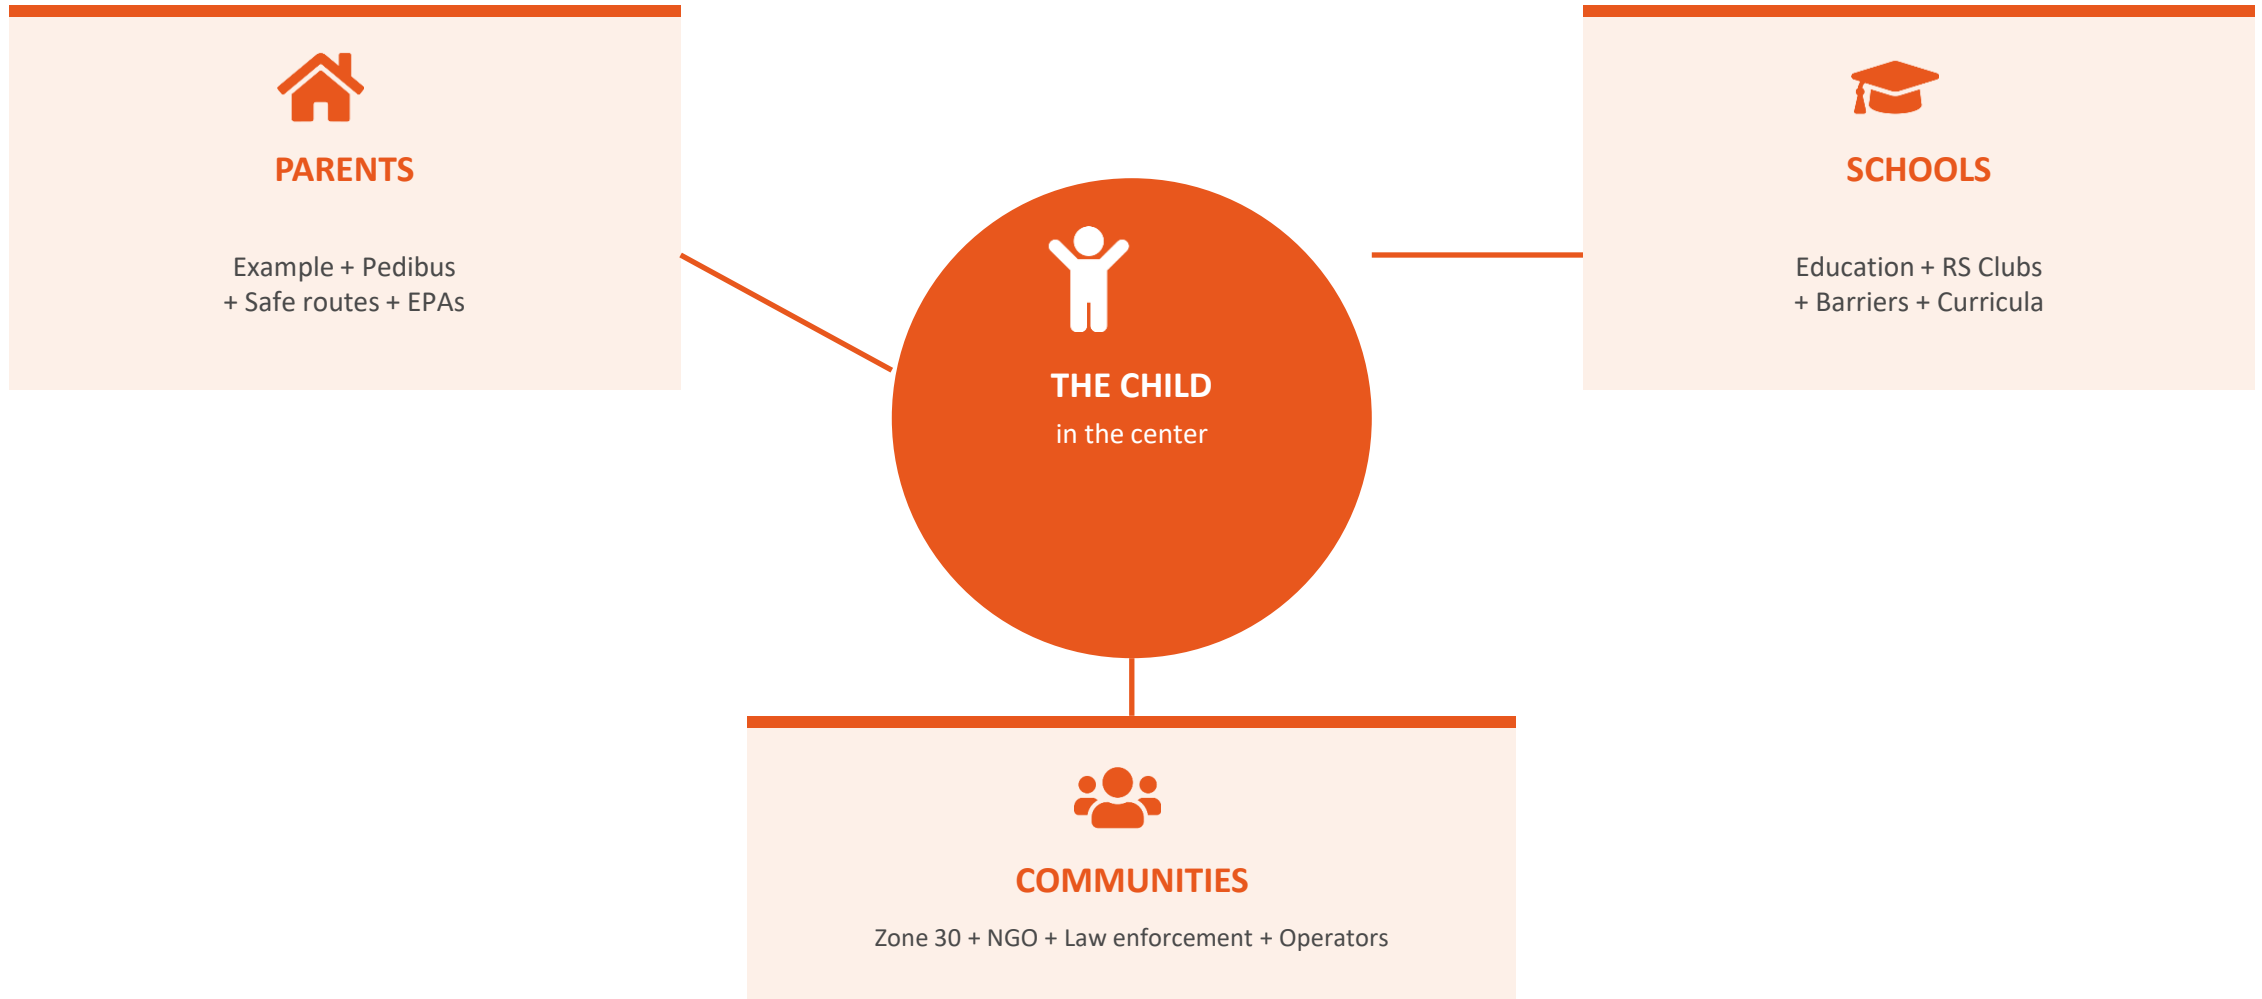 PARENTS
Example + Pedibus
+ Safe routes + EPAs
SCHOOLS
Education + RS Clubs
+ Barriers + Curricula
THE CHILD
in the center
COMMUNITIES
Zone 30 + NGO + Law enforcement + Operators